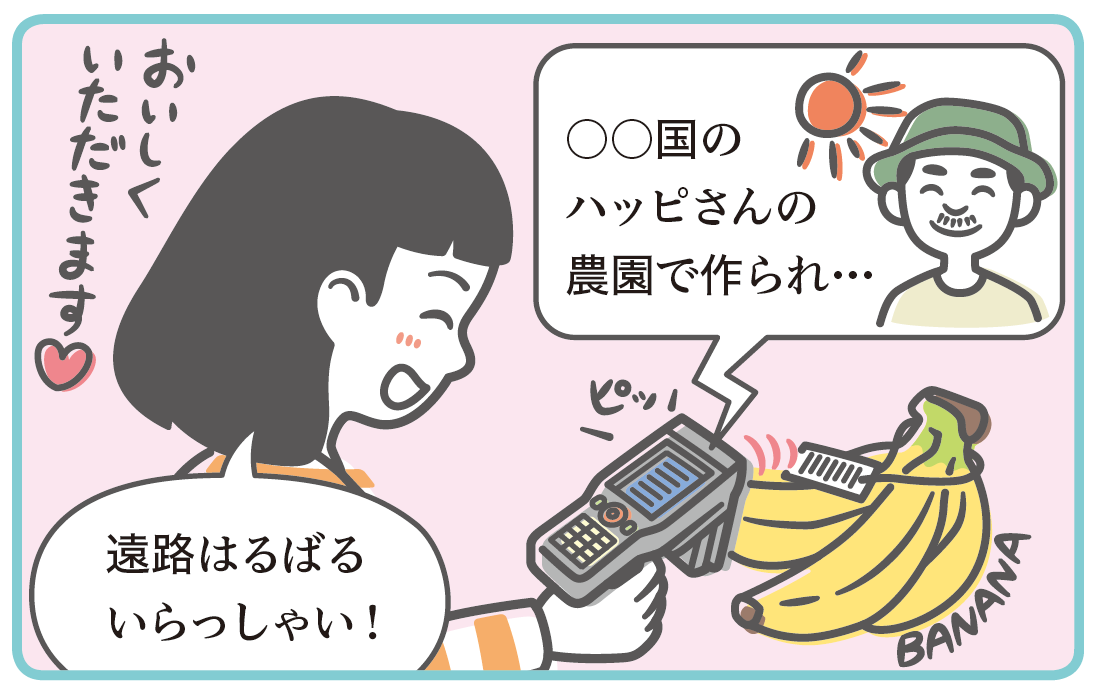 おいしく
いただきます
〇〇国の
ハッピさんの
農園で作られ…
ピッ!
遠路はるばる
いらっしゃい！
BANANA